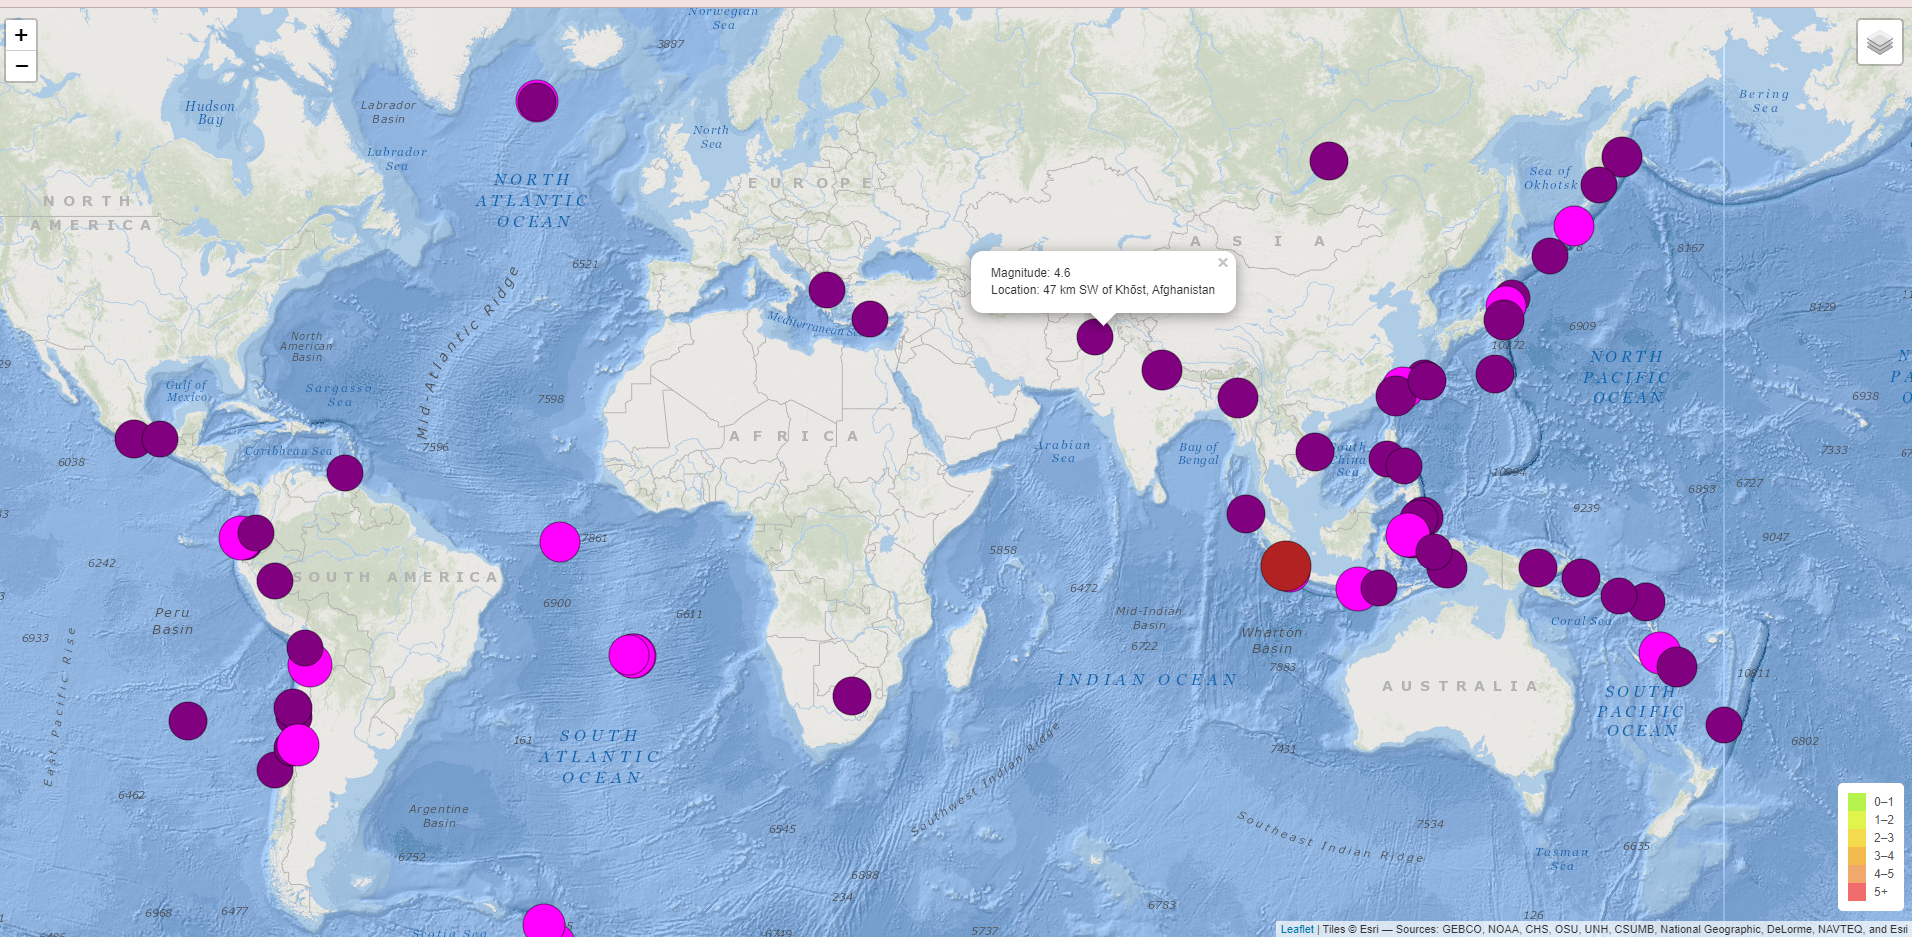 +
−
Norwegian
Sea
3887
Hudson
Bay
Labrador
Basin
Labrador
Sea
North
Sea
Bering
Sea
NORTH
ATLANTIC
OCEAN
EUROPE
Sea of
Okhotsk
NORTH
AMERICA
ASIA
8167
6521
Magnitude: 4.6
Location: 47 km SW of Khōst, Afghanistan
×
Mid-Atlantic Ridge
Mediterranean Se
North
American
Basin
8129
6909
10272
NORTH
PACIFIC
OCEAN
Gulf of
Mexico
Sargasso
Sea
7598
6938
AFRICA
7596
Caribbean Sea
Arabian
Sea
Bay of
Bengal
South
China
Sea
7333
6038
10994
6727
6853
9239
7861
5858
9047
6242
SOUTH AMERICA
6472
6900
6611
Mid-Indian
Basin
6722
Peru
Basin
Coral Sea
6933
Wharton
Basin
7883
East Pacific Rise
INDIAN OCEAN
10811
AUSTRALIA
SOUTH
PACIFIC
OCEAN
SOUTH
ATLANTIC
OCEAN
161
7431
6802
Southwest Indian Ridge
6462
Argentine
Basin
6545
Southeast Indian Ridge
7534
6635
6752
Tasman
Sea
6888
234
6968
6477
6783
126
Scotia Sea
6749
5737
0–1
1–2
2–3
3–4
4–5
5+
Leaflet | Tiles © Esri — Sources: GEBCO, NOAA, CHS, OSU, UNH, CSUMB, National Geographic, DeLorme, NAVTEQ, and Esri